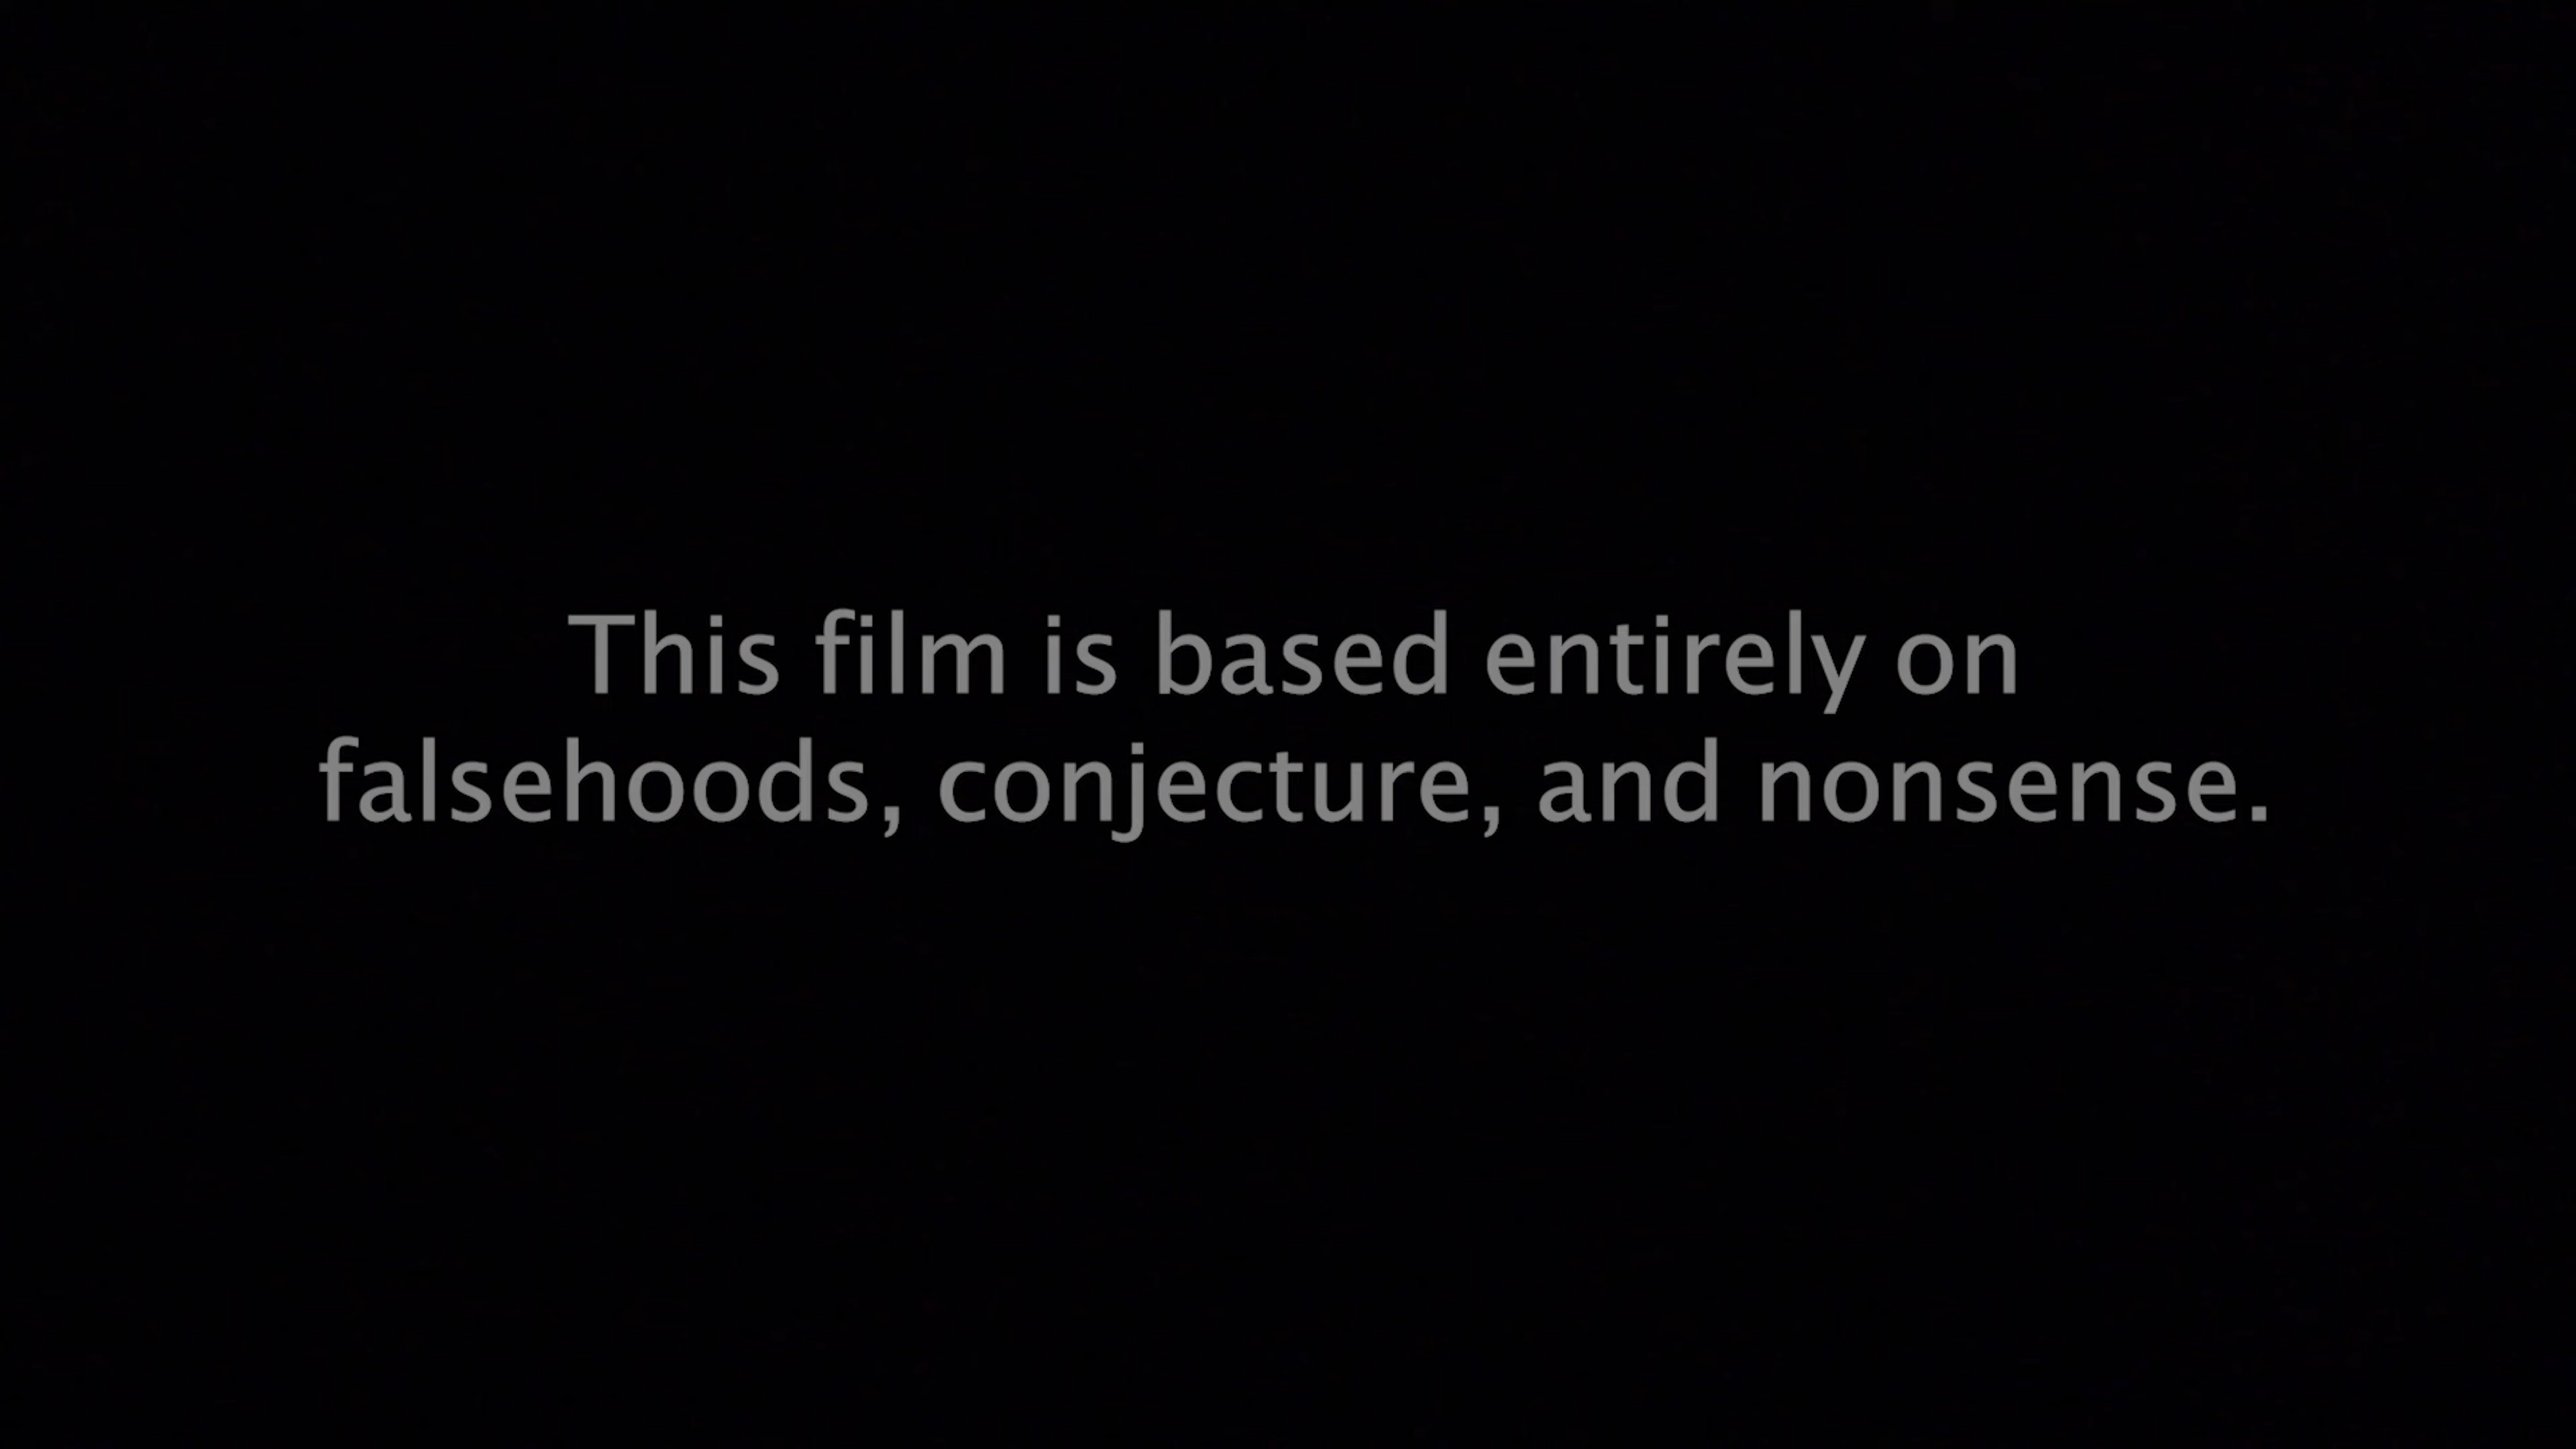 This film is based entirely on
falsehoods, conjecture, and nonsense.